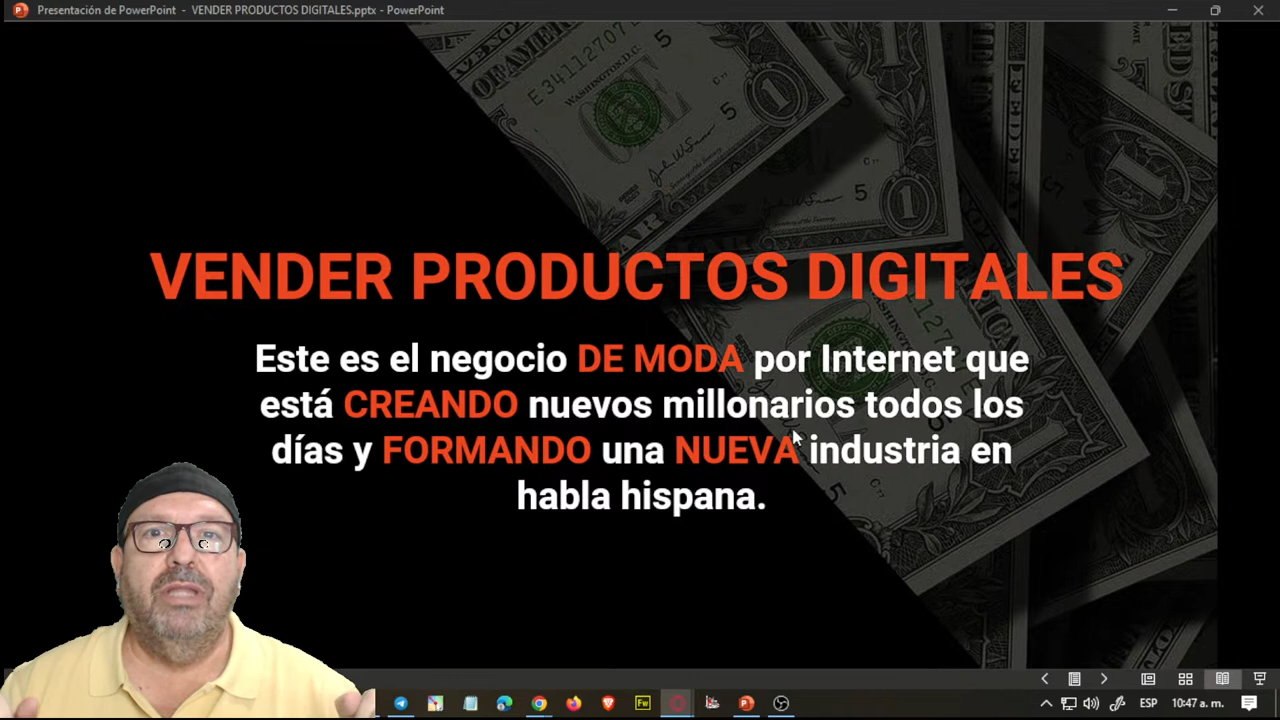 Presentación de PowerPoint - VENDER PRODUCTOS DIGITALES.pptx - PowerPoint
VENDER PRODUCTOS DIGITALES
Este es el negocio DE MODA por Internet que
está CREANDO nuevos millonarios todos los
días y FORMANDO una NUEVA industria en
habla hispana.
Fw
ESP
10:47 a. m.